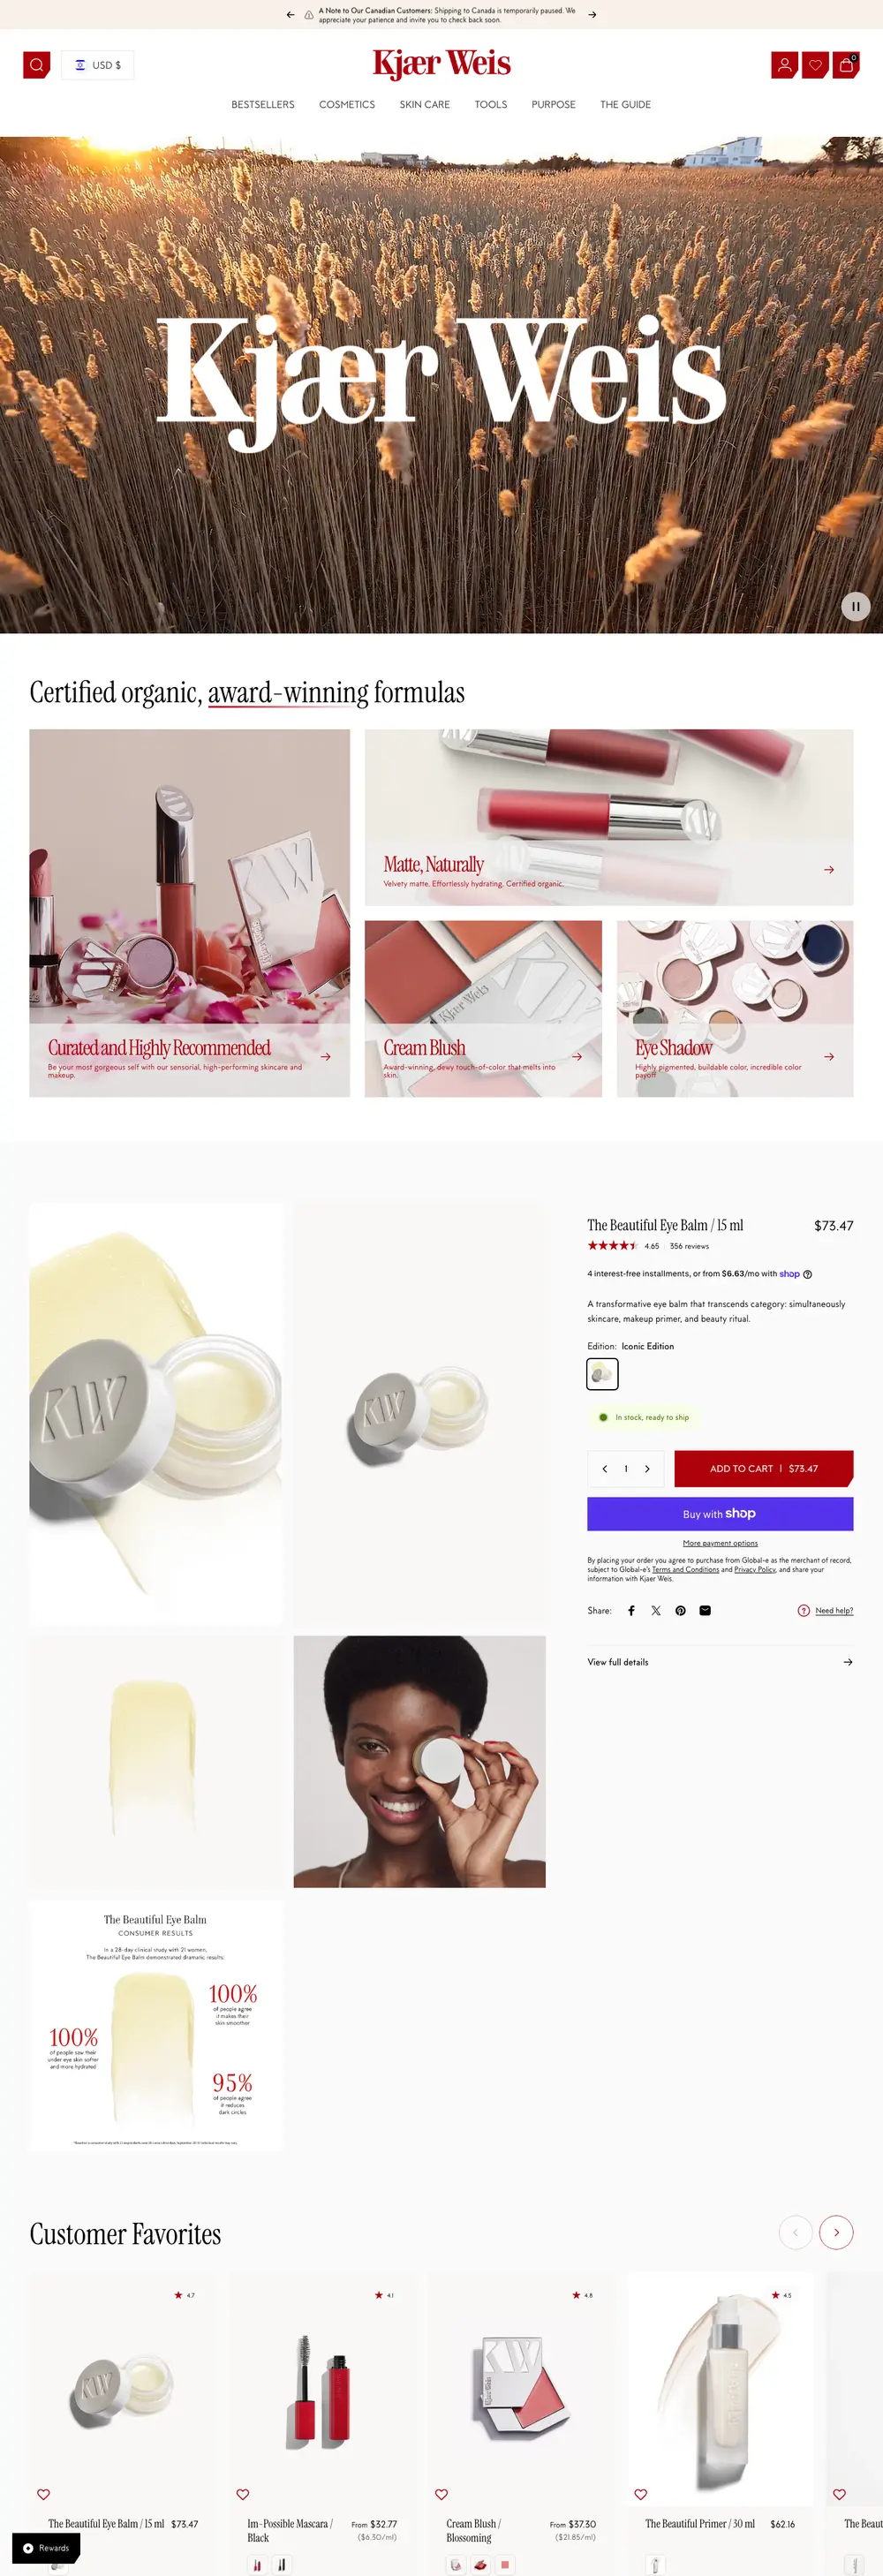 A Note to Our Canadian Customers: Shipping to Canada is temporarily paused. We
appreciate your patience and invite you to check back soon.
USD $
Kjær Weis
0
BESTSELLERS COSMETICS SKIN CARE TOOLS PURPOSE THE GUIDE
Kjær Weis
Certified organic, award-winning formulas
Matte, Naturally
Velvety matte. Effortlessly hydrating. Certified organic.
Curated and Highly Recommended
Be your most gorgeous self with our sensorial, high-performing skincare and
makeup.
Kjær Weis
Cream Blush
Award-winning, dewy touch-of-color that melts into
skin.
Eye Shadow
Highly pigmented, buildable color, incredible color
payoff
KW
KW
The Beautiful Eye Balm / 15 ml $73.47
4.65 356 reviews
4 interest-free installments, or from $6.63/mo with shop
A transformative eye balm that transcends category: simultaneously
skincare, makeup primer, and beauty ritual.
Edition: Iconic Edition
In stock, ready to ship
1
ADD TO CART | $73.47
Buy with shop
More payment options
By placing your order you agree to purchase from Global-e as the merchant of record,
subject to Global-e's Terms and Conditions and Privacy Policy, and share your
information with Kjaer Weis.
Share:
Need help?
View full details
The Beautiful Eye Balm
CONSUMER RESULTS
In a 28-day clinical study with 21 women,
The Beautiful Eye Balm demonstrated dramatic results:
100%
of people agree
it makes their
skin smoother
100%
of people saw their
under eye skin softer
and more hydrated
95%
of people agree
it reduces
dark circles
Customer Favorites
4.7
4.1
4.8
4.5
KW
KW
Kjær Weis
The Beautiful Eye Balm / 15 ml $73.47
Im-Possible Mascara /
Black
From $32.77
($6.30/ml)
Cream Blush /
Blossoming
From $37.30
($21.85/ml)
The Beautiful Primer / 30 ml $62.16
The Beaut
Rewards